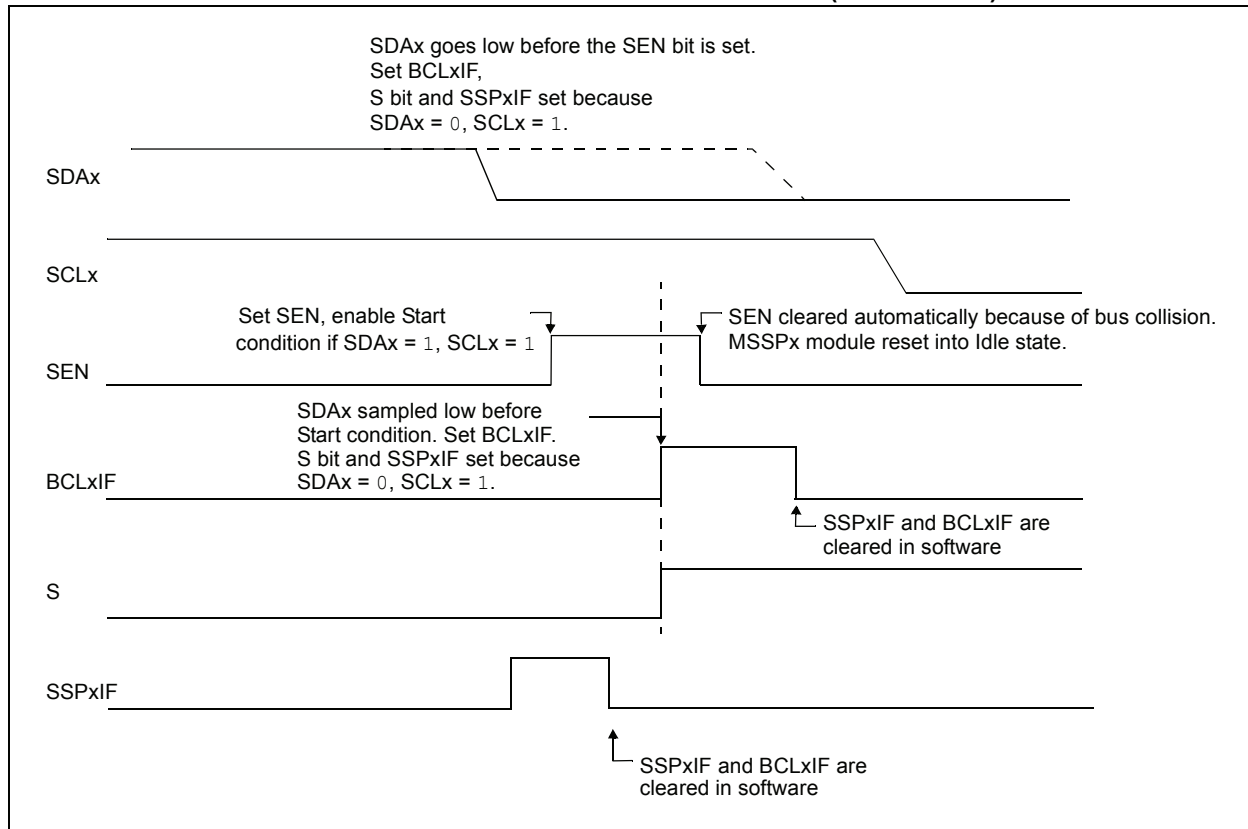 SDAx goes low before the SEN bit is set.
Set BCLxIF,
S bit and SSPxIF set because
SDAx = 0, SCLx = 1.
SDAx
SCLx
Set SEN, enable Start
condition if SDAx = 1, SCLx = 1
SEN cleared automatically because of bus collision.
MSSPx module reset into Idle state.
SEN
SDAx sampled low before
Start condition. Set BCLxIF.
S bit and SSPxIF set because
SDAx = 0, SCLx = 1.
BCLxIF
SSPxIF and BCLxIF are
cleared in software
S
SSPxIF
SSPxIF and BCLxIF are
cleared in software